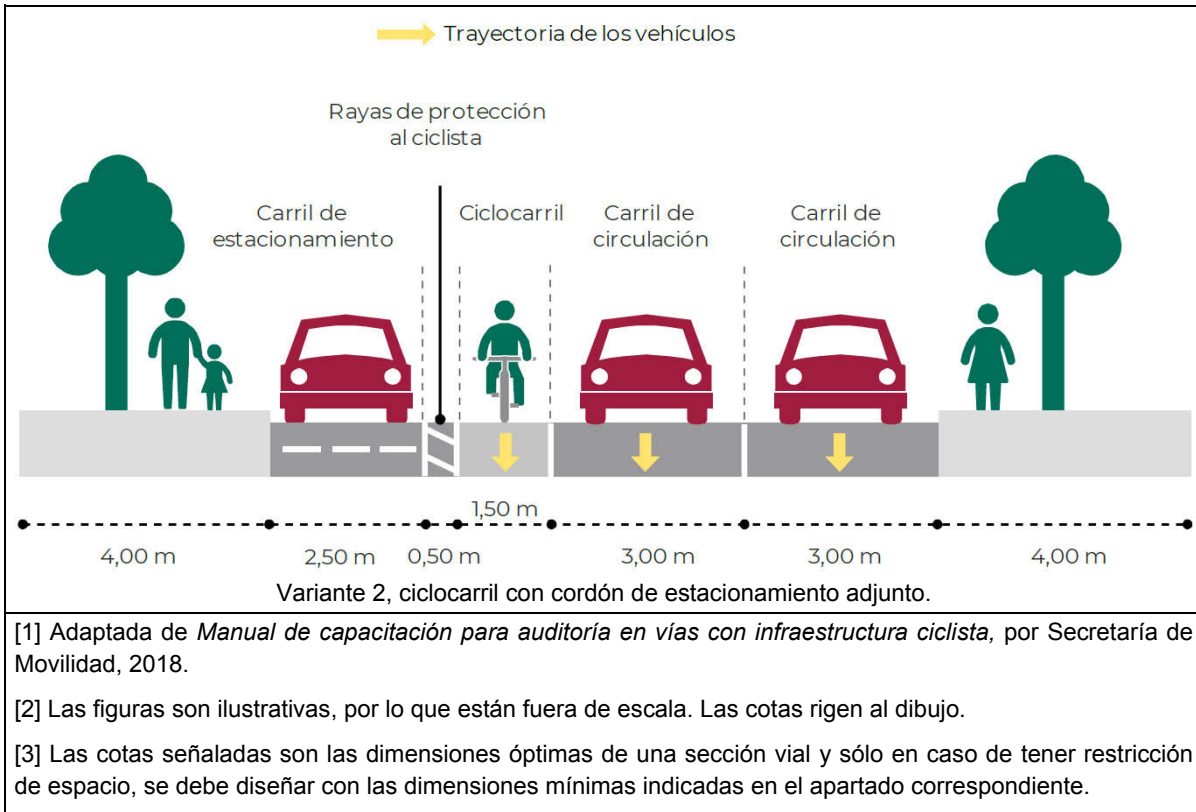 Trayectoria de los vehículos
Rayas de protección
al ciclista
Carril de
estacionamiento
Ciclocarril
Carril de
circulación
Carril de
circulación
1,50 m
4,00 m
2,50 m
0,50 m
3,00 m
3,00 m
4,00 m
Variante 2, ciclocarril con cordón de estacionamiento adjunto.
[1] Adaptada de Manual de capacitación para auditoría en vías con infraestructura ciclista, por Secretaría de
Movilidad, 2018.
[2] Las figuras son ilustrativas, por lo que están fuera de escala. Las cotas rigen al dibujo.
[3] Las cotas señaladas son las dimensiones óptimas de una sección vial y sólo en caso de tener restricción
de espacio, se debe diseñar con las dimensiones mínimas indicadas en el apartado correspondiente.